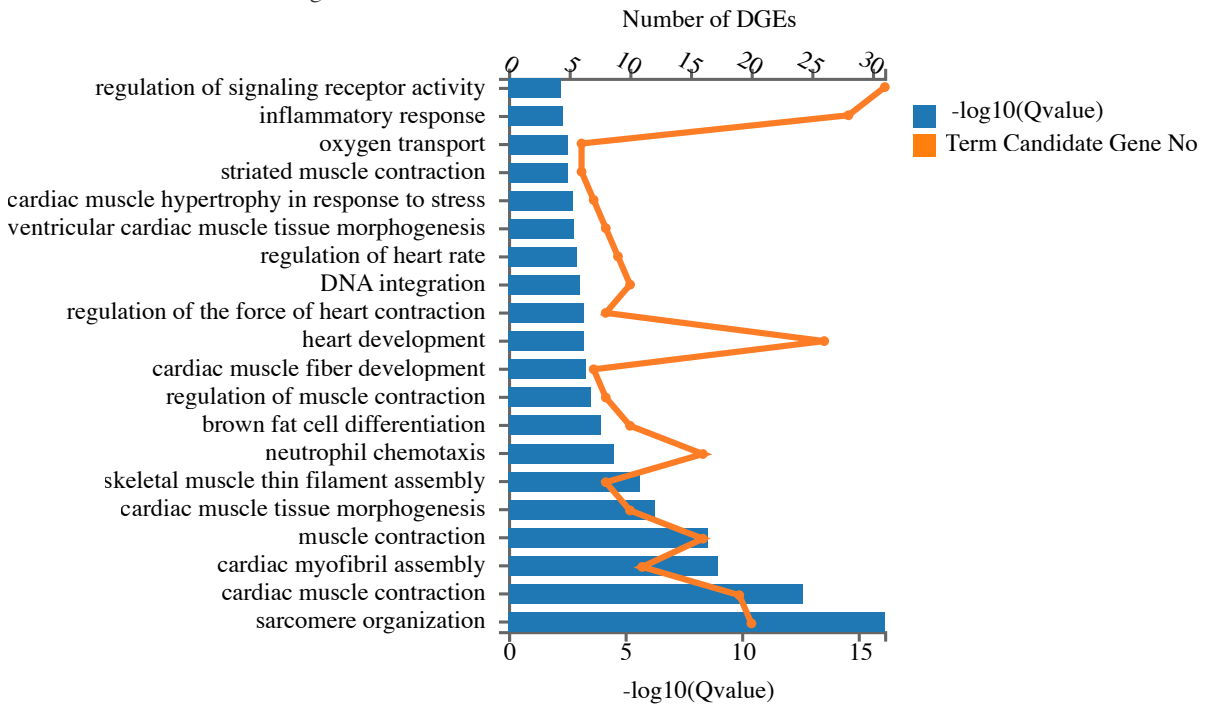 Number of DGEs
0 5 10 15 20 25 30
regulation of signaling receptor activity
inflammatory response
oxygen transport
striated muscle contraction
cardiac muscle hypertrophy in response to stress
ventricular cardiac muscle tissue morphogenesis
regulation of heart rate
DNA integration
regulation of the force of heart contraction
heart development
cardiac muscle fiber development
regulation of muscle contraction
brown fat cell differentiation
neutrophil chemotaxis
skeletal muscle thin filament assembly
cardiac muscle tissue morphogenesis
muscle contraction
cardiac myofibril assembly
cardiac muscle contraction
sarcomere organization
0 5 10 15
-log10(Qvalue)
-log10(Qvalue)
Term Candidate Gene No